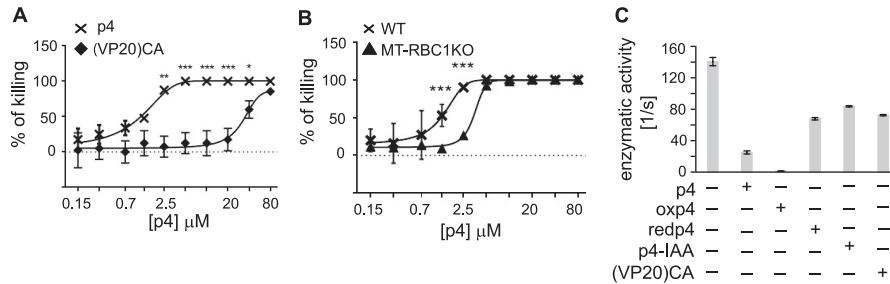 A
× p4
◆ (VP20)CA
% of killing
100
50
0
** *** *** *** *
0.15 0.7 2.5 20 80
[p4] μM
B
× WT
▲ MT-RBC1KO
% of killing
100
50
0
***
***
0.15 0.7 2.5 20 80
[p4] μM
C
enzymatic activity
[1/s]
160
120
80
40
0
p4 – + – – – –
oxp4 – – + – – –
redp4 – – – + – –
p4-IAA – – – – + –
(VP20)CA – – – – – +